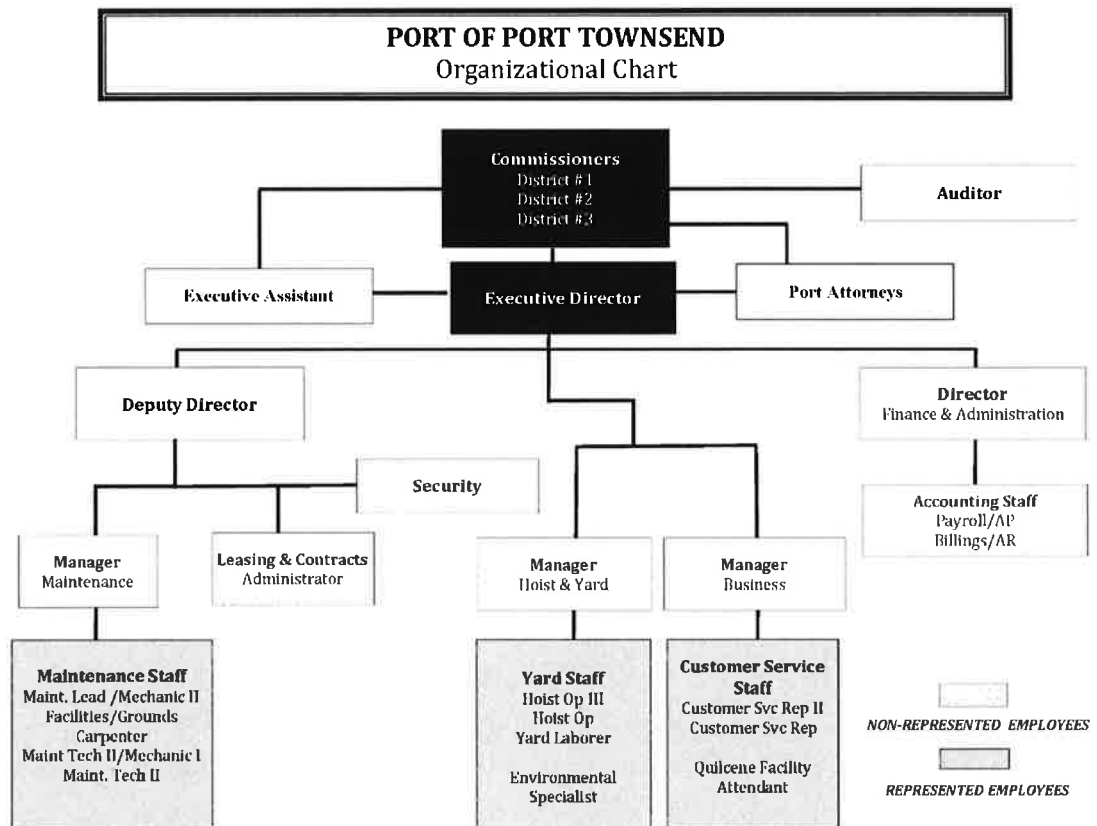 PORT OF PORT TOWNSEND
Organizational Chart
Commissioners
District #1
District #2
District #3
Auditor
Executive Assistant
Executive Director
Port Attorneys
Deputy Director
Director
Finance & Administration
Security
Accounting Staff
Payroll/AP
Billings/AR
Manager
Maintenance
Leasing & Contracts
Administrator
Manager
Hoist & Yard
Manager
Business
Maintenance Staff
Maint. Lead /Mechanic II
Facilities/Grounds
Carpenter
Maint Tech II/Mechanic I
Maint. Tech II
Yard Staff
Hoist Op III
Hoist Op
Yard Laborer
Environmental
Specialist
Customer Service
Staff
Customer Svc Rep II
Customer Svc Rep
Quilcene Facility
Attendant
NON-REPRESENTED EMPLOYEES
REPRESENTED EMPLOYEES